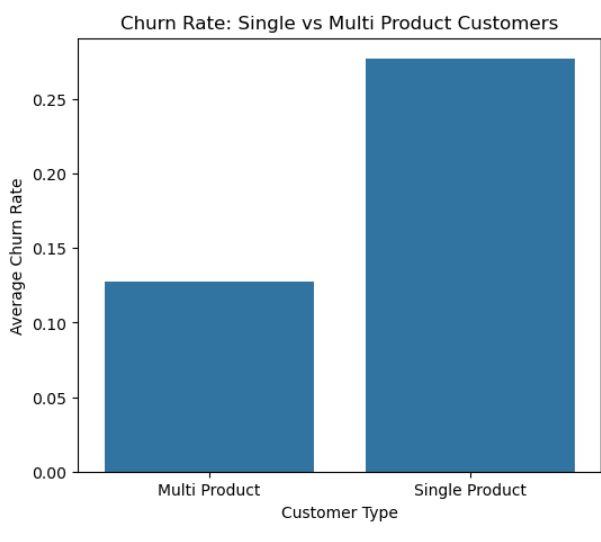 Churn Rate: Single vs Multi Product Customers
Average Churn Rate
0.25
0.20
0.15
0.10
0.05
0.00
Multi Product
Single Product
Customer Type